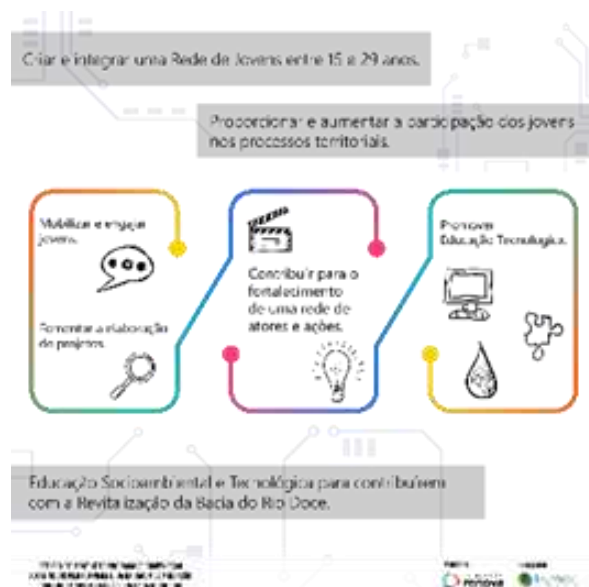 Criar e integrar uma Rede de Jovens entre 15 a 29 anos.
Proporcionar e aumentar a participação dos jovens
nos processos territoriais.
Mobilizar e engajar
jovens.
Fomentar a elaboração
de projetos.
Contribuir para o
fortalecimento
de uma rede de
atores e ações.
Promover
Educação Tecnologica.
Educação Socioambiental e Tecnológica para contribuírem
com a Revitalização da Bacia do Rio Doce.
renova